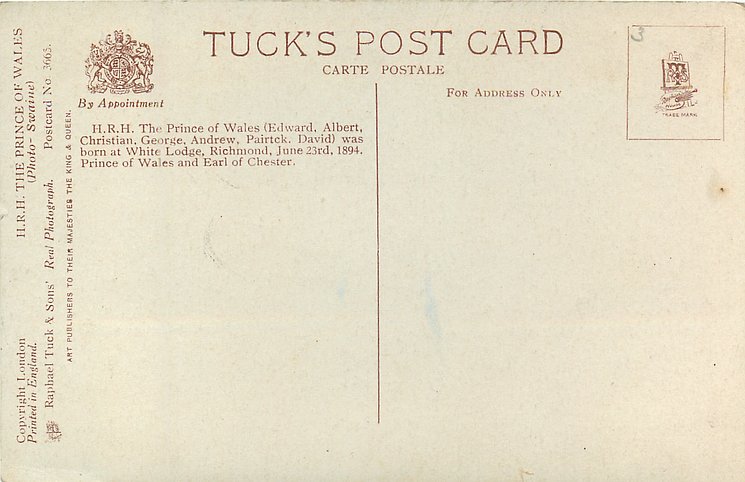 TUCK'S POST CARD
CARTE POSTALE
By Appointment
FOR ADDRESS ONLY
3
TRADE MARK
H.R.H. The Prince of Wales (Edward, Albert,
Christian, George, Andrew, Pairtck. David) was
born at White Lodge, Richmond, June 23rd, 1894.
Prince of Wales and Earl of Chester.
Copyright London H.R.H. THE PRINCE OF WALES
Printed in England. (Photo - Swaine)
Raphael Tuck & Sons' Real Photograph. Postcard No. 3665.
ART PUBLISHERS TO THEIR MAJESTIES THE KING & QUEEN.